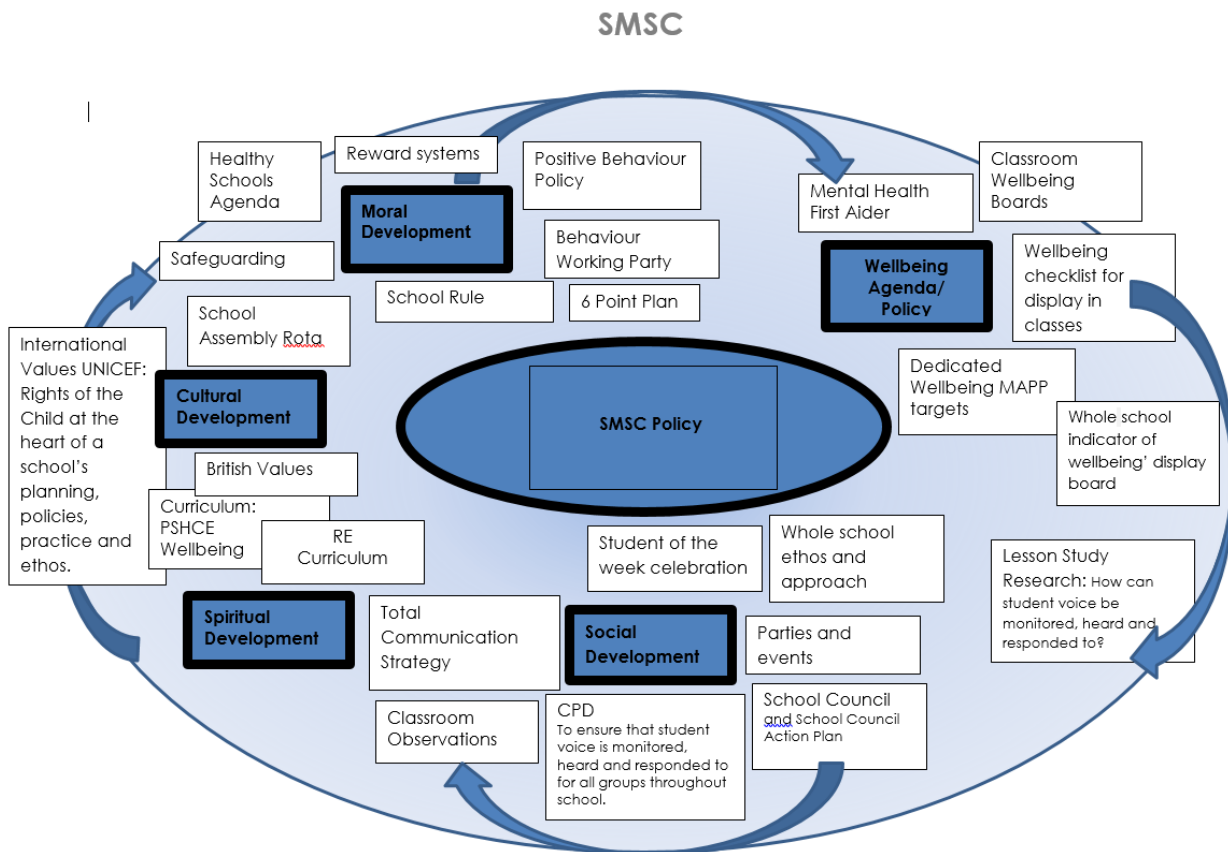 SMSC
Healthy
Schools
Agenda
Reward systems
Positive Behaviour
Policy
Mental Health
First Aider
Classroom
Wellbeing
Boards
Moral
Development
Safeguarding
Behaviour
Working Party
Wellbeing
Agenda/
Policy
Wellbeing
checklist for
display in
classes
School Rule
6 Point Plan
School
Assembly Rota
International
Values UNICEF:
Rights of the
Child at the
heart of a
school's
planning,
policies,
practice and
ethos.
Cultural
Development
SMSC Policy
Dedicated
Wellbeing MAPP
targets
Whole school
indicator of
wellbeing' display
board
British Values
Curriculum:
PSHCE
Wellbeing
RE
Curriculum
Student of the
week celebration
Whole school
ethos and
approach
Lesson Study
Research: How can
student voice be
monitored, heard and
responded to?
Spiritual
Development
Total
Communication
Strategy
Social
Development
Parties and
events
Classroom
Observations
CPD
To ensure that student
voice is monitored,
heard and responded to
for all groups throughout
school.
School Council
and School Council
Action Plan